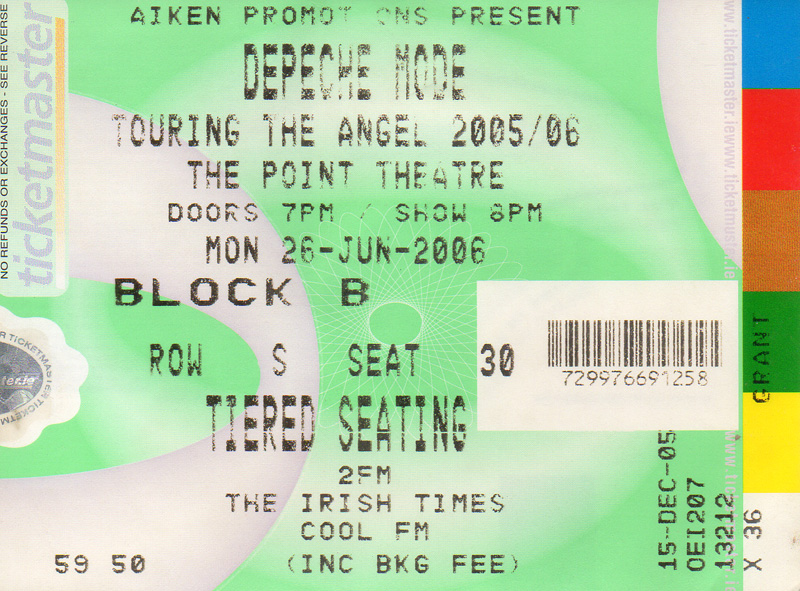 AIKEN PROMOT ONS PRESENT
DEPECHE MODE
TOURING THE ANGEL 2005/06
THE POINT THEATRE
DOORS 7PM / SHOW 8PM
MON 26-JUN-2006
BLOCK B
ROW S SEAT 30
TIERED SEATING
2FM
THE IRISH TIMES
COOL FM
59 50 (INC BKG FEE)
NO REFUNDS OR EXCHANGES - SEE REVERSE
ticketmaster
729976691258
GRANT
15-DEC-05
OEI207
13212
X 36
www.ticketmaster.ie
www.ticketmaster.ie